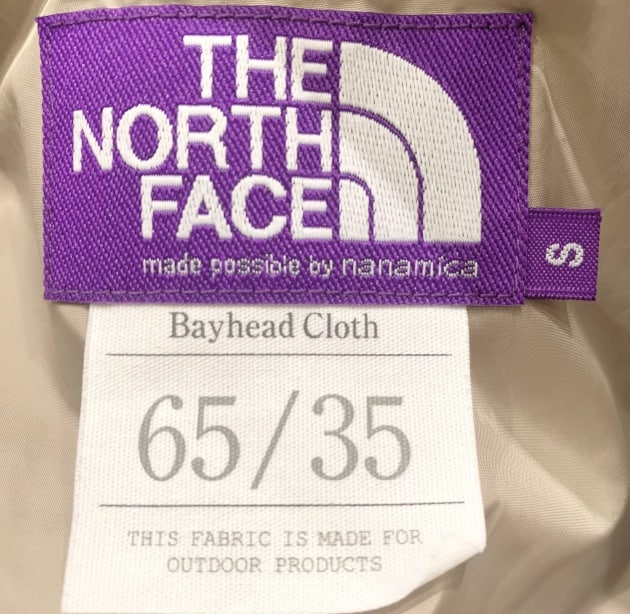 THE
NORTH
FACE
made possible by nanamica
S
Bayhead Cloth
65/35
THIS FABRIC IS MADE FOR
OUTDOOR PRODUCTS